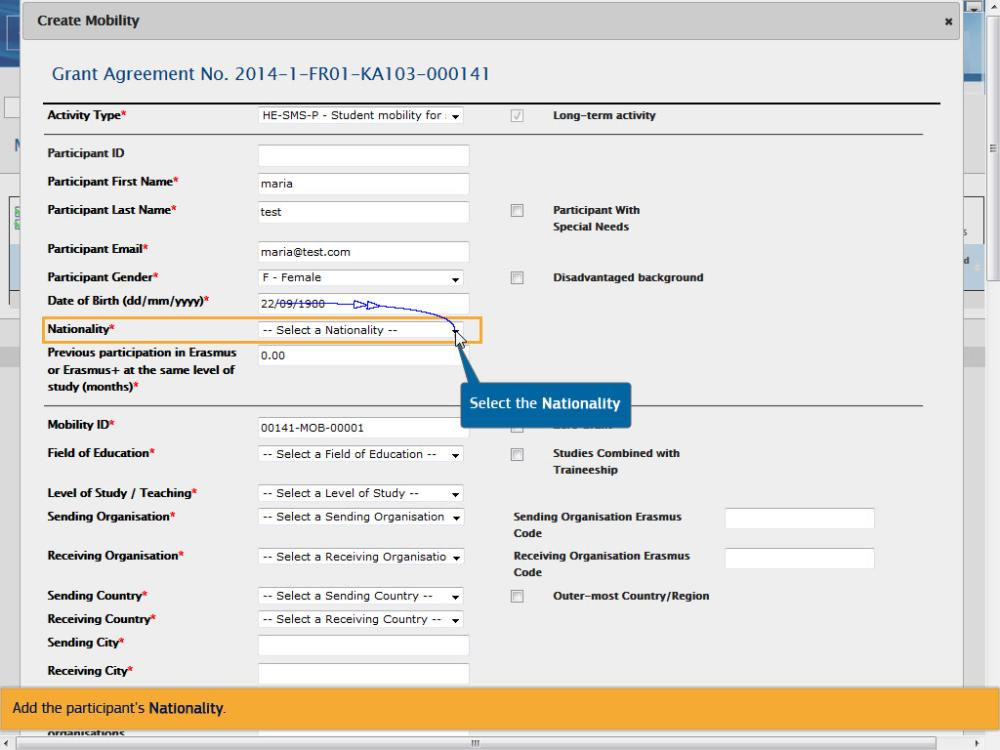 Create Mobility
Grant Agreement No. 2014-1-FR01-KA103-000141
Activity Type* HE-SMS-P - Student mobility for Long-term activity
Participant ID
Participant First Name* maria
Participant Last Name* test Participant With
Special Needs
Participant Email* maria@test.com
Participant Gender* F - Female Disadvantaged background
Date of Birth (dd/mm/yyyy)* 22/09/1980
Nationality* -- Select a Nationality --
Previous participation in Erasmus 0.00
or Erasmus+ at the same level of
study (months)*
Select the Nationality
Mobility ID* 00141-MOB-00001
Field of Education* -- Select a Field of Education -- Studies Combined with
Traineeship
Level of Study / Teaching* -- Select a Level of Study --
Sending Organisation* -- Select a Sending Organisation Sending Organisation Erasmus
Code
Receiving Organisation* -- Select a Receiving Organisatio Receiving Organisation Erasmus
Code
Sending Country* -- Select a Sending Country -- Outer-most Country/Region
Receiving Country* -- Select a Receiving Country --
Sending City*
Receiving City*
Add the participant's Nationality.
organisations